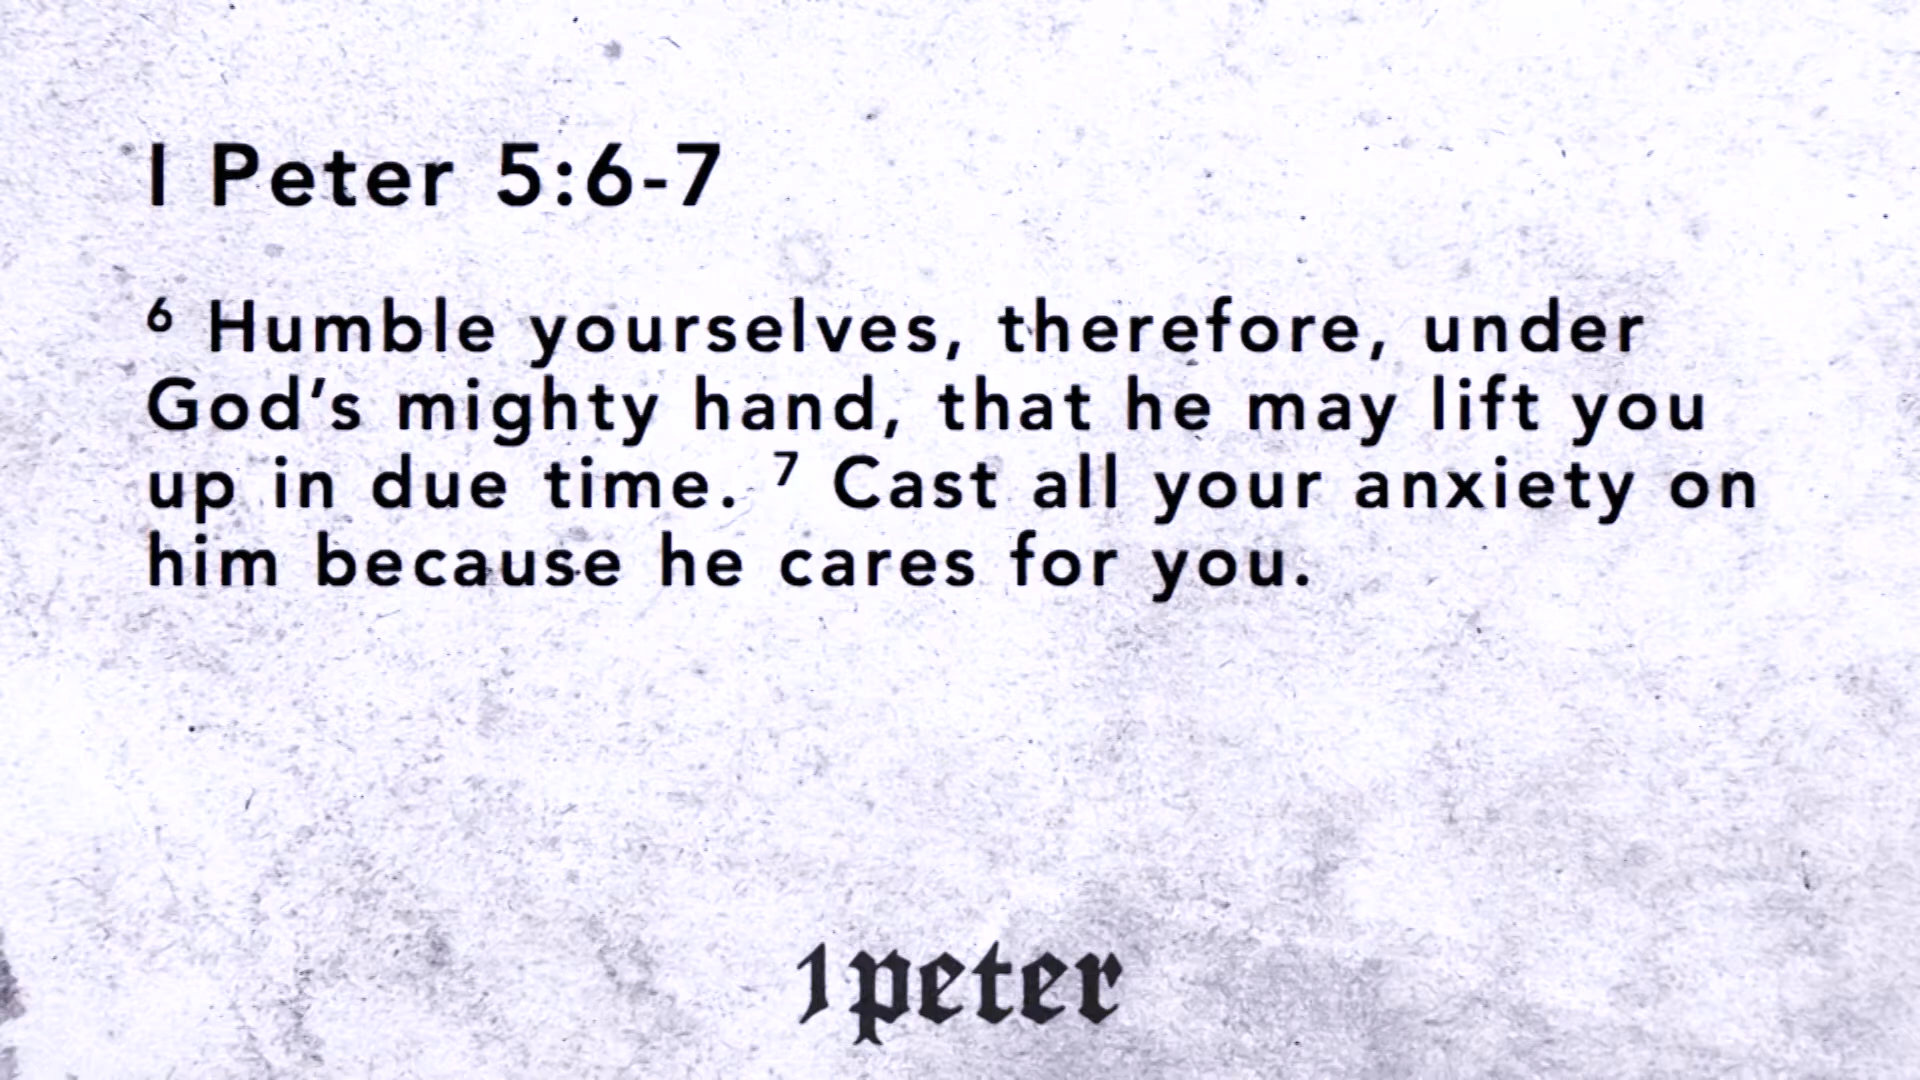 I Peter 5:6-7
⁶ Humble yourselves, therefore, under
God’s mighty hand, that he may lift you
up in due time. ⁷ Cast all your anxiety on
him because he cares for you.
1peter